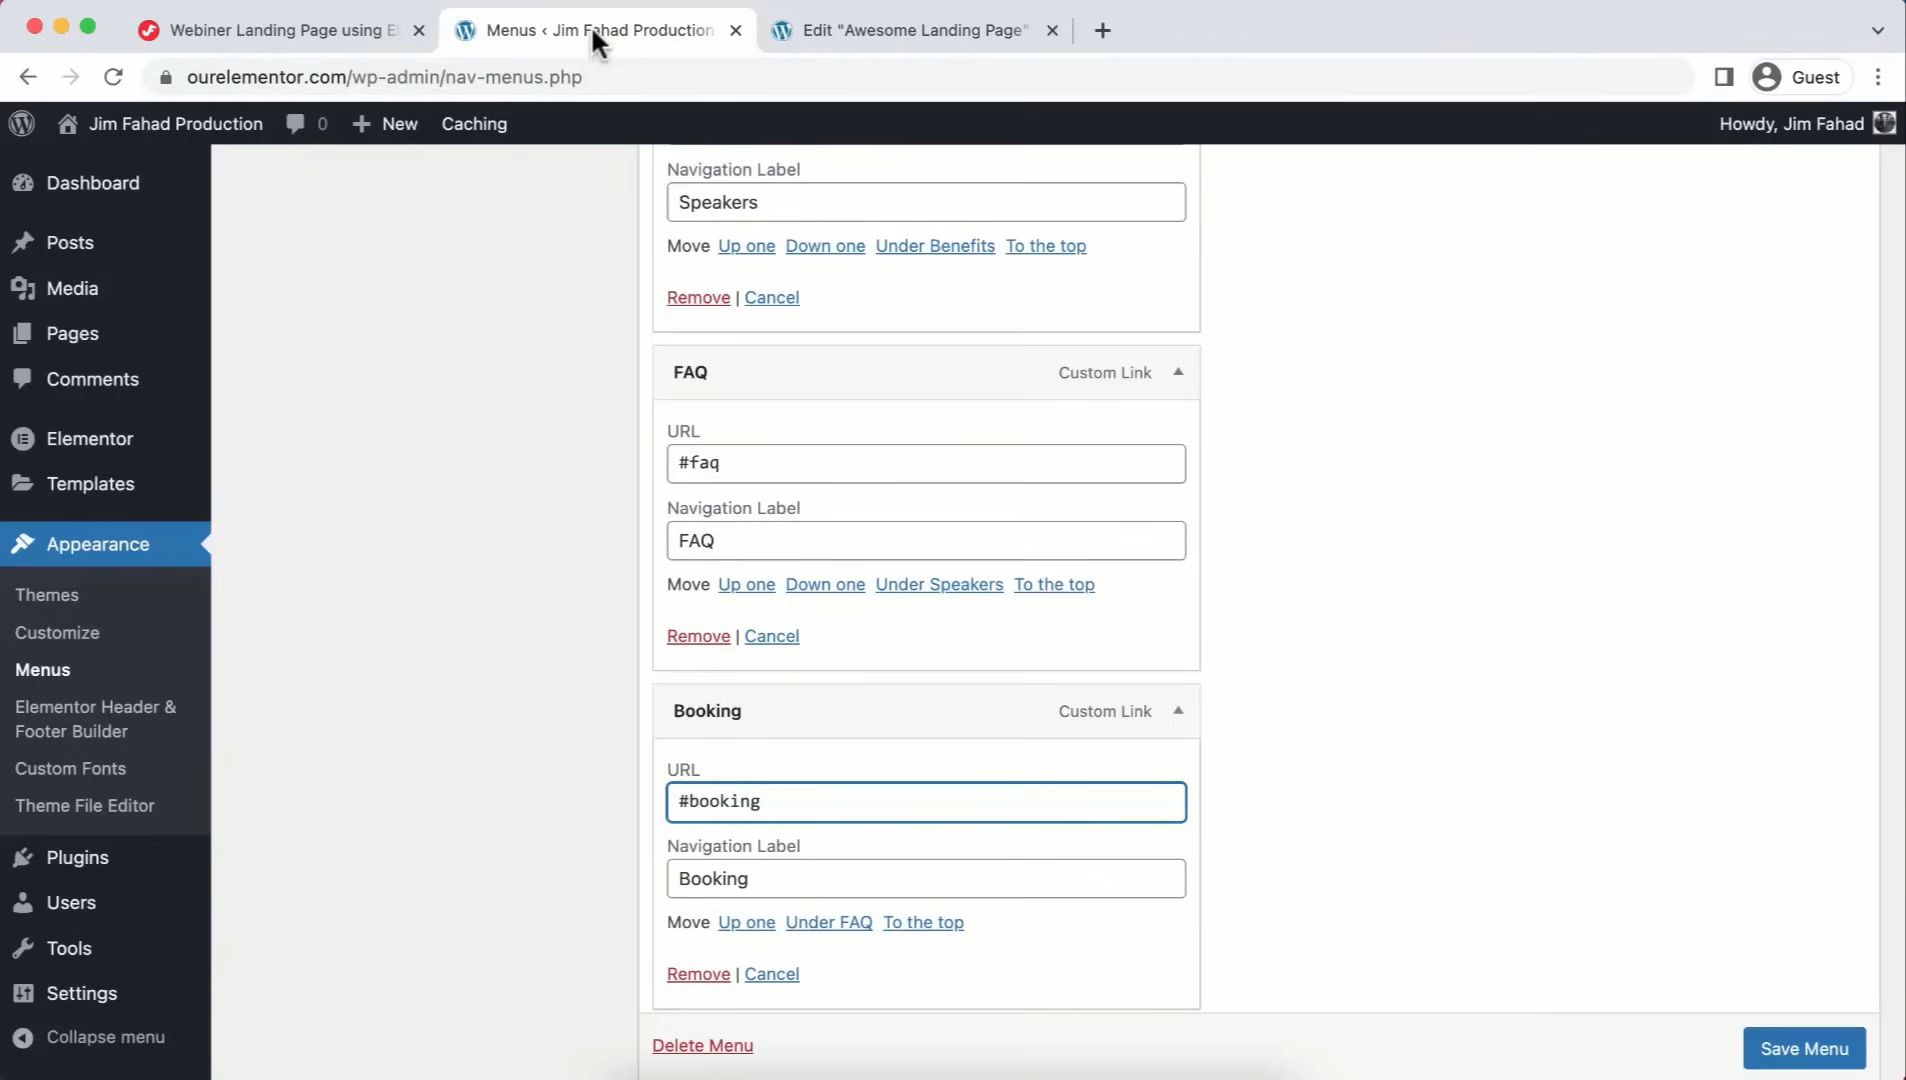 Webiner Landing Page using El
Menus ‹ Jim Fahad Production
Edit "Awesome Landing Page"
ourelementor.com/wp-admin/nav-menus.php
Guest
Jim Fahad Production
0
New
Caching
Howdy, Jim Fahad
Dashboard
Posts
Media
Pages
Comments
Elementor
Templates
Appearance
Themes
Customize
Menus
Elementor Header &
Footer Builder
Custom Fonts
Theme File Editor
Plugins
Users
Tools
Settings
Collapse menu
Navigation Label
Speakers
Move Up one Down one Under Benefits To the top
Remove | Cancel
FAQ Custom Link
URL
#faq
Navigation Label
FAQ
Move Up one Down one Under Speakers To the top
Remove | Cancel
Booking Custom Link
URL
#booking
Navigation Label
Booking
Move Up one Under FAQ To the top
Remove | Cancel
Delete Menu
Save Menu